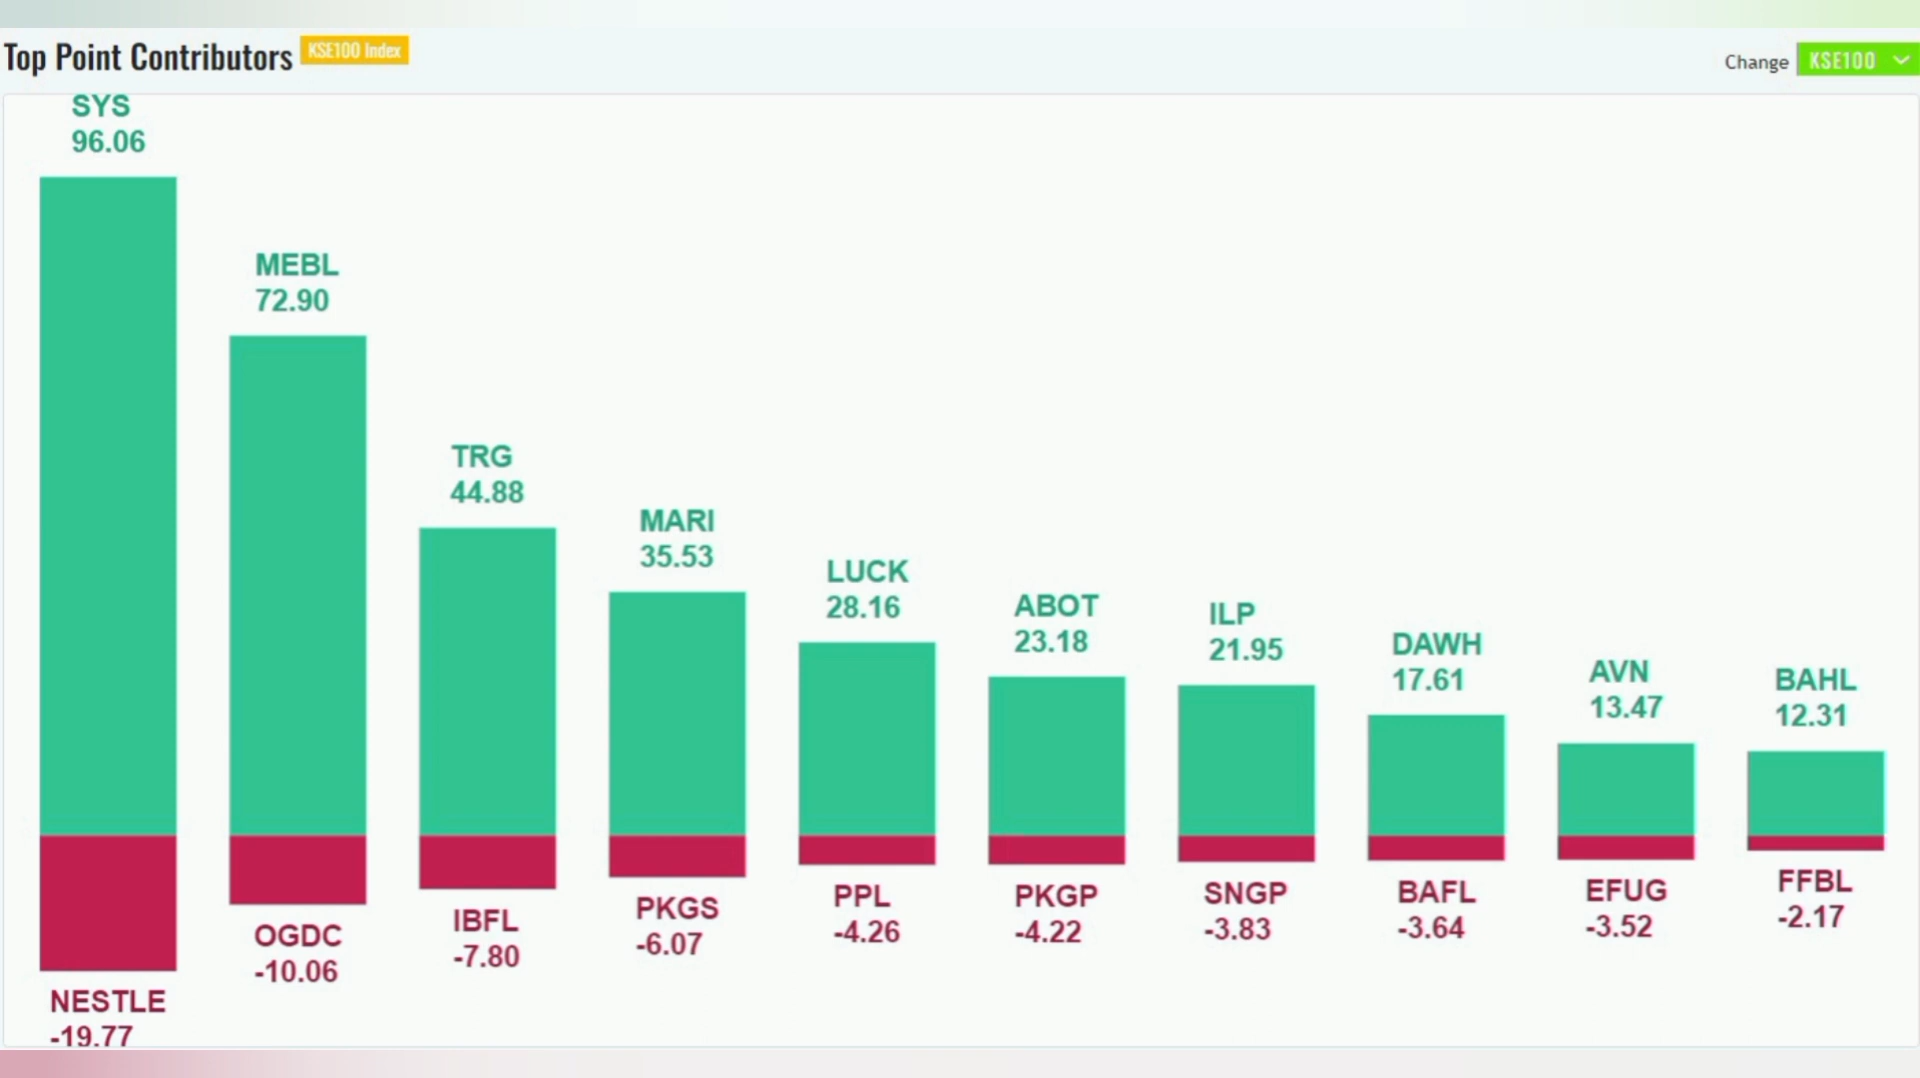 Top Point Contributors KSE100 Index
Change KSE100
SYS
96.06
MEBL
72.90
TRG
44.88
MARI
35.53
LUCK
28.16
ABOT
23.18
ILP
21.95
DAWH
17.61
AVN
13.47
BAHL
12.31
NESTLE
-19.77
OGDC
-10.06
IBFL
-7.80
PKGS
-6.07
PPL
-4.26
PKGP
-4.22
SNGP
-3.83
BAFL
-3.64
EFUG
-3.52
FFBL
-2.17